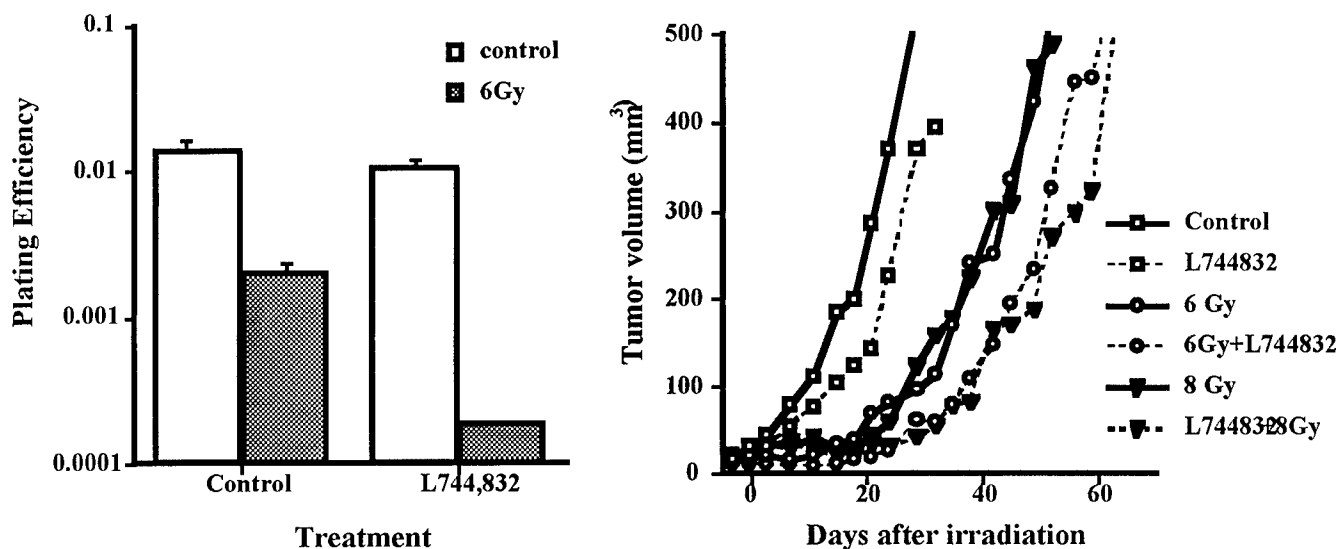 0.1
0.01
0.001
0.0001
Plating Efficiency
control
6Gy
Control
L744,832
Treatment
500
400
300
200
100
0
Tumor volume (mm3)
0
20
40
60
Days after irradiation
Control
L744832
6 Gy
6Gy+L744832
8 Gy